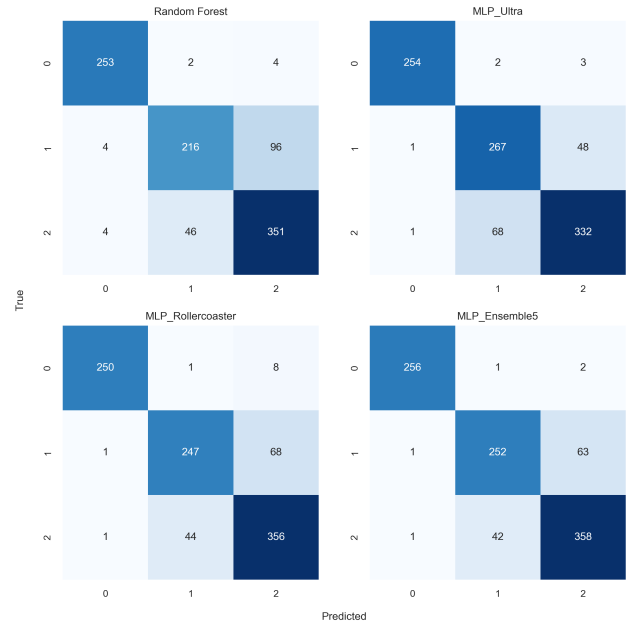 Random Forest MLP_Ultra
0 253 2 4 0 254 2 3
1 4 216 96 1 1 267 48
2 4 46 351 2 1 68 332
0 1 2 0 1 2
True
MLP_Rollercoaster MLP_Ensemble5
0 250 1 8 0 256 1 2
1 1 247 68 1 1 252 63
2 1 44 356 2 1 42 358
0 1 2 0 1 2
Predicted